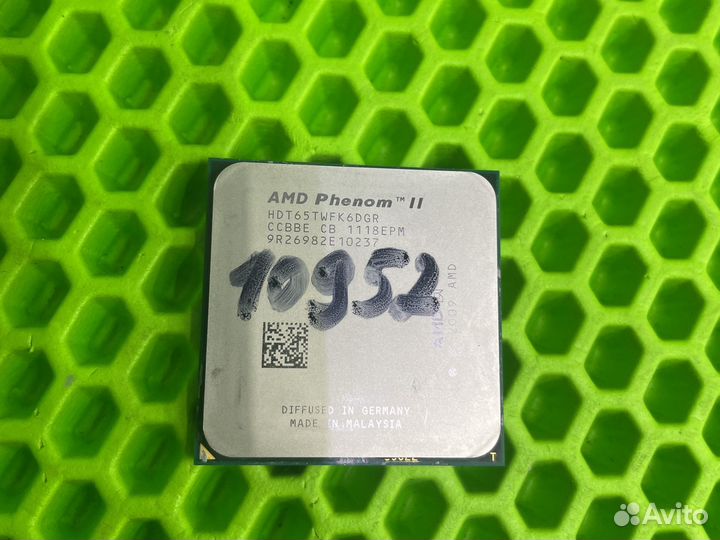 AMD Phenom™ II
HDT65TWFK6DGR
CCBBE CB 1118EPM
9R26982E10237
10952
DIFFUSED IN GERMANY
MADE IN MALAYSIA
T
Avito